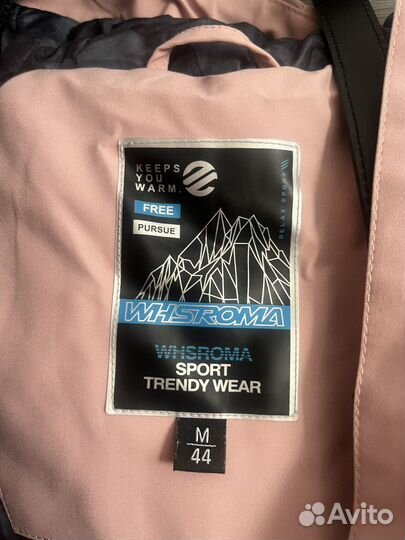 KEEPS
YOU
WARM.
FREE
PURSUE
RELAX SPORT
WHSROMA
WHSROMA
SPORT
TRENDY WEAR
M
44
Avito